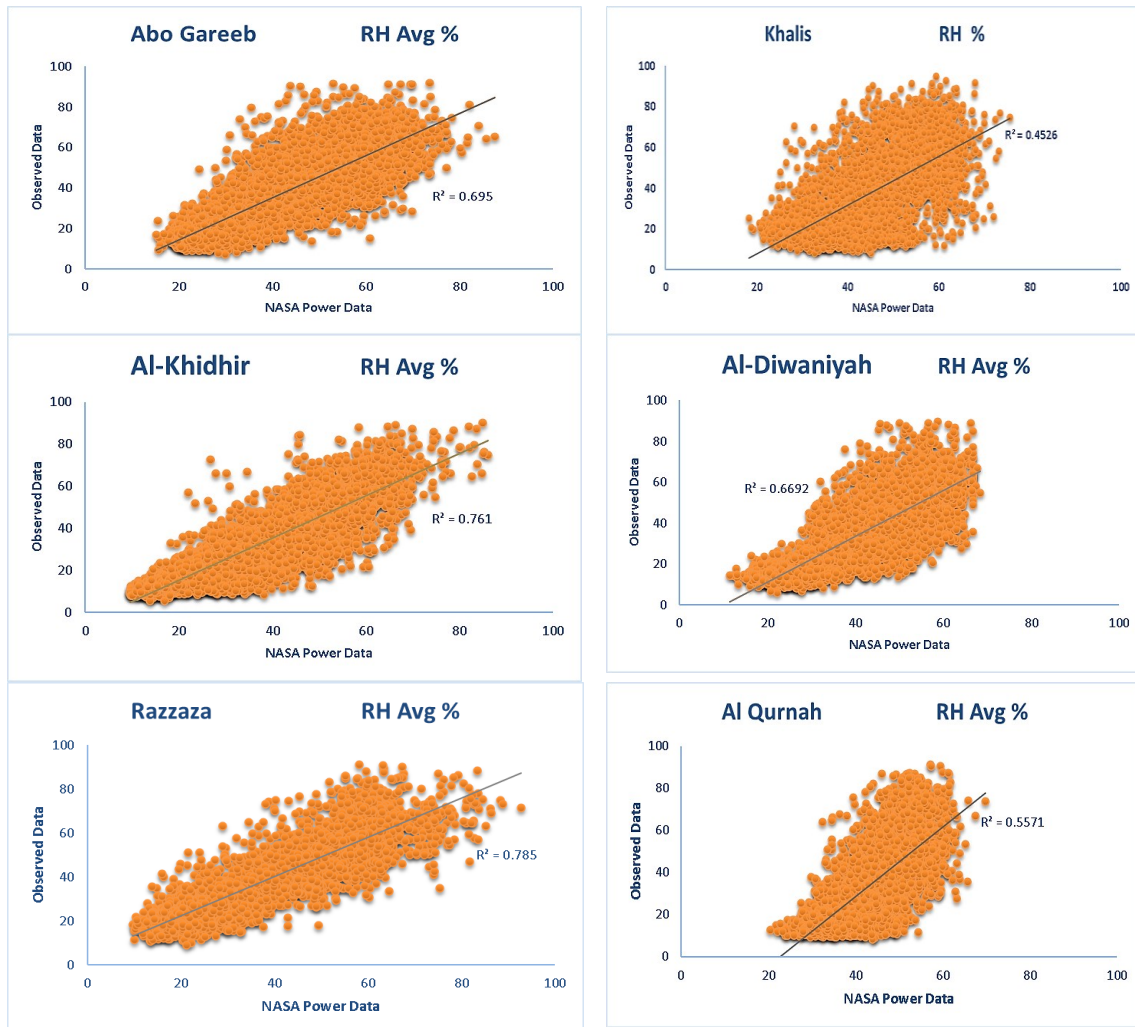 Abo Gareeb RH Avg %
100
80
60
40
20
0
Observed Data
R² = 0.695
0 20 40 60 80 100
NASA Power Data
Khalis RH %
100
80
60
40
20
0
Observed Data
R² = 0.4526
0 20 40 60 80 100
NASA Power Data
Al-Khidhir RH Avg %
100
80
60
40
20
0
Observed Data
R² = 0.761
0 20 40 60 80 100
NASA Power Data
Al-Diwaniyah RH Avg %
100
80
60
40
20
0
Observed Data
R² = 0.6692
0 20 40 60 80 100
NASA Power Data
Razzaza RH Avg %
100
80
60
40
20
0
Observed Data
R² = 0.785
0 20 40 60 80 100
NASA Power Data
Al Qurnah RH Avg %
100
80
60
40
20
0
Observed Data
R² = 0.5571
0 20 40 60 80 100
NASA Power Data